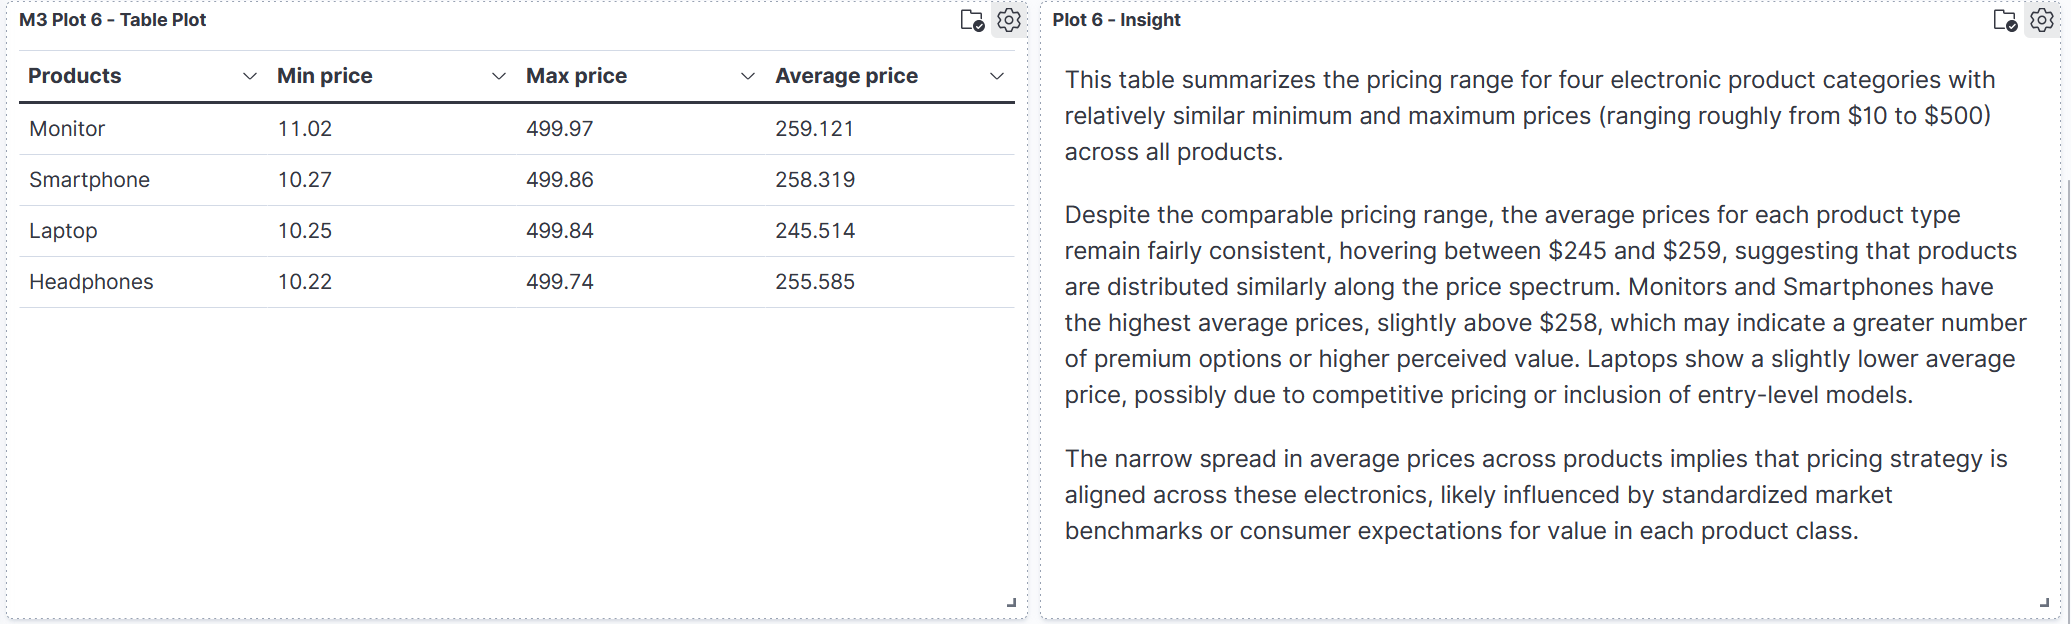 M3 Plot 6 - Table Plot
Products Min price Max price Average price
Monitor 11.02 499.97 259.121
Smartphone 10.27 499.86 258.319
Laptop 10.25 499.84 245.514
Headphones 10.22 499.74 255.585
Plot 6 - Insight
This table summarizes the pricing range for four electronic product categories with
relatively similar minimum and maximum prices (ranging roughly from $10 to $500)
across all products.
Despite the comparable pricing range, the average prices for each product type
remain fairly consistent, hovering between $245 and $259, suggesting that products
are distributed similarly along the price spectrum. Monitors and Smartphones have
the highest average prices, slightly above $258, which may indicate a greater number
of premium options or higher perceived value. Laptops show a slightly lower average
price, possibly due to competitive pricing or inclusion of entry-level models.
The narrow spread in average prices across products implies that pricing strategy is
aligned across these electronics, likely influenced by standardized market
benchmarks or consumer expectations for value in each product class.